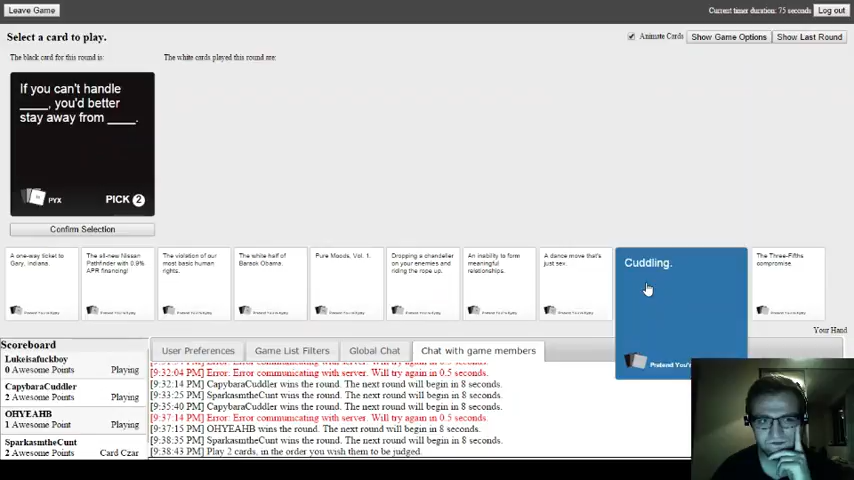 Leave Game
Current timer duration: 75 seconds
Log out
Select a card to play.
Animate Cards
Show Game Options
Show Last Round
The black card for this round is:
The white cards played this round are:
If you can't handle
____, you'd better
stay away from ____.
PYX
PICK 2
Confirm Selection
A one-way ticket to
Gary, Indiana.
The all-new Nissan
Pathfinder with 0.9%
APR financing!
The violation of our
most basic human
rights.
The white half of
Barack Obama.
Pure Moods, Vol. 1.
Dropping a chandelier
on your enemies and
riding the rope up.
An inability to form
meaningful
relationships.
A dance move that's
just sex.
Cuddling.
Pretend You're
The Three-Fifths
compromise
Your Hand
Scoreboard
Lukeisafuckboy
0 Awesome Points
Playing
CapybaraCuddler
2 Awesome Points
Playing
OHYEAHB
1 Awesome Point
Playing
SparkasmtheCunt
2 Awesome Points
Card Czar
User Preferences
Game List Filters
Global Chat
Chat with game members
[9:32:04 PM] Error: Error communicating with server. Will try again in 0.5 seconds.
[9:32:14 PM] CapybaraCuddler wins the round. The next round will begin in 8 seconds.
[9:33:25 PM] SparkasmtheCunt wins the round. The next round will begin in 8 seconds.
[9:35:40 PM] CapybaraCuddler wins the round. The next round will begin in 8 seconds.
[9:37:14 PM] Error: Error communicating with server. Will try again in 0.5 seconds.
[9:37:15 PM] OHYEAHB wins the round. The next round will begin in 8 seconds.
[9:38:35 PM] SparkasmtheCunt wins the round. The next round will begin in 8 seconds.
[9:38:43 PM] Play 2 cards, in the order you wish them to be judged.